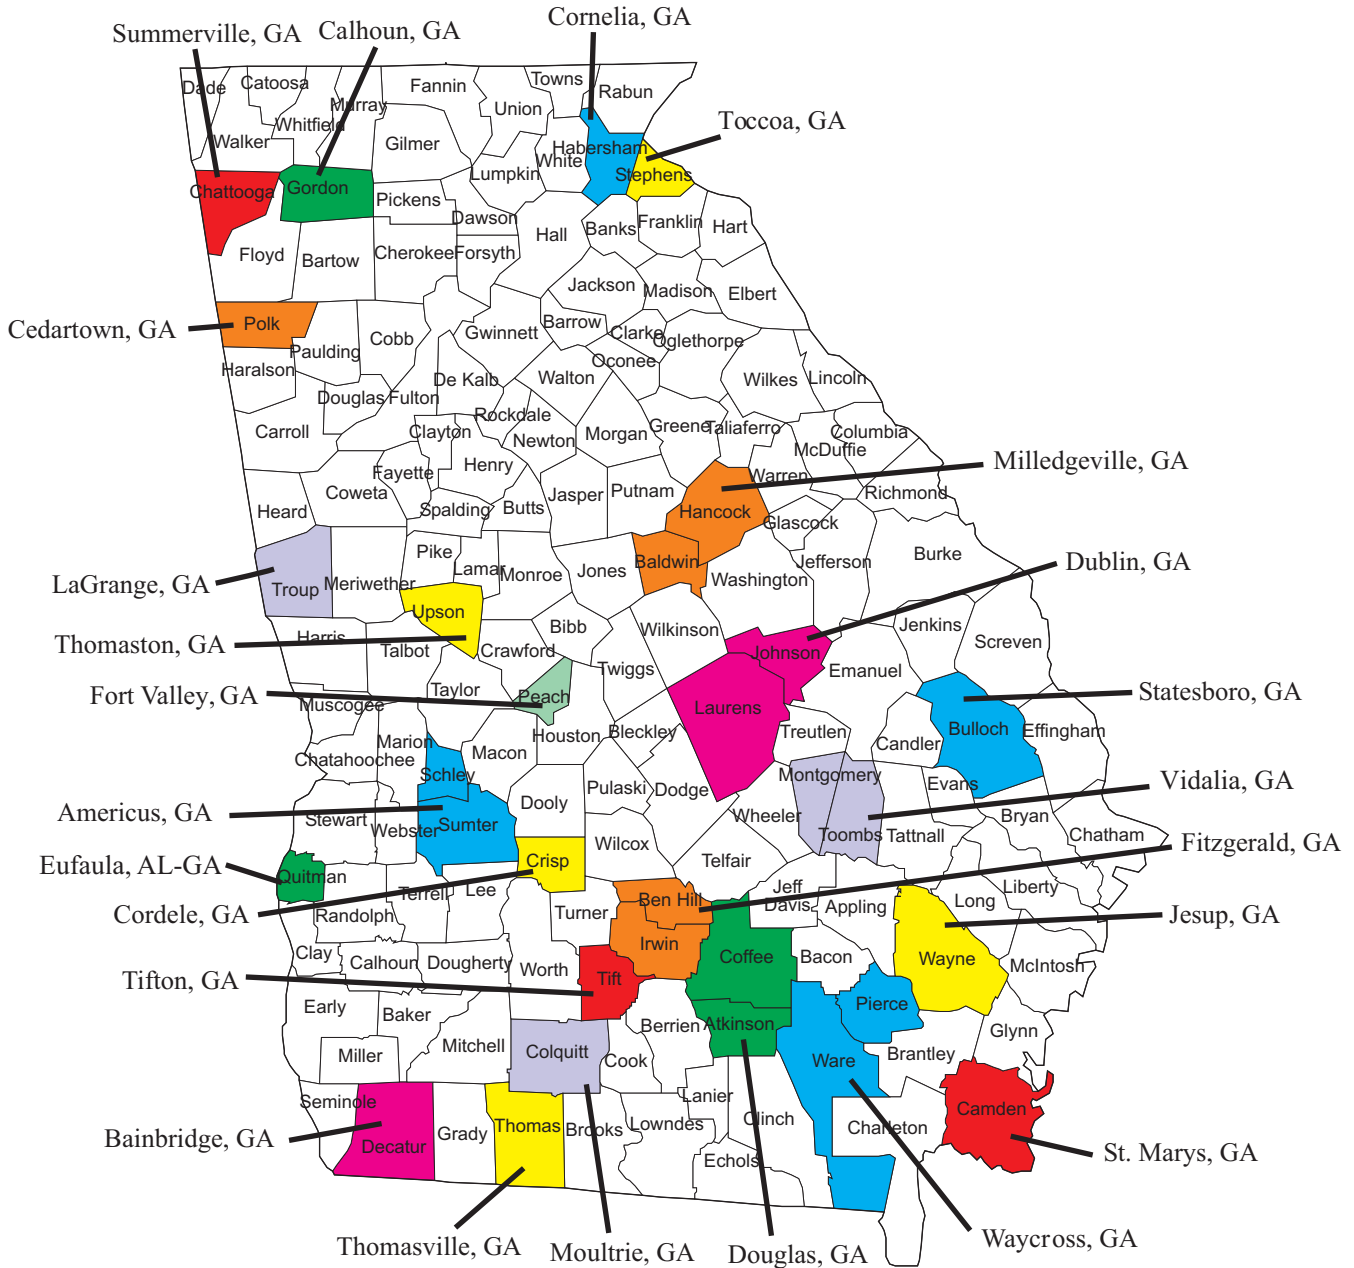 Cornelia, GA
Summerville, GA
Calhoun, GA
Toccoa, GA
Dade
Catoosa
Murray
Fannin
Towns
Rabun
Union
Whitfield
Walker
Gilmer
White
Habersham
Stephens
Lumpkin
Chattooga
Gordon
Pickens
Dawson
Banks
Franklin
Hart
Hall
Floyd
Bartow
Cherokee
Forsyth
Jackson
Madison
Elbert
Cedartown, GA
Polk
Cobb
Gwinnett
Barrow
Clarke
Oglethorpe
Paulding
Oconee
Haralson
De Kalb
Walton
Wilkes
Lincoln
Douglas
Fulton
Rockdale
Carroll
Clayton
Newton
Morgan
Greene
Taliaferro
Columbia
McDuffie
Milledgeville, GA
Fayette
Henry
Warren
Coweta
Jasper
Putnam
Richmond
Heard
Spalding
Butts
Hancock
Glascock
Pike
Burke
Dublin, GA
LaGrange, GA
Troup
Meriwether
Lamar
Monroe
Jones
Baldwin
Washington
Jefferson
Upson
Thomaston, GA
Harris
Talbot
Crawford
Bibb
Wilkinson
Johnson
Jenkins
Screven
Emanuel
Twiggs
Fort Valley, GA
Taylor
Peach
Statesboro, GA
Muscogee
Laurens
Houston
Bleckley
Treutlen
Candler
Bulloch
Effingham
Marion
Macon
Chatahoochee
Schley
Montgomery
Vidalia, GA
Pulaski
Dodge
Evans
Americus, GA
Stewart
Webster
Sumter
Dooly
Wheeler
Toombs
Tattnall
Bryan
Chatham
Wilcox
Fitzgerald, GA
Eufaula, AL-GA
Quitman
Crisp
Telfair
Terrell
Lee
Jeff
Davis
Liberty
Long
Cordele, GA
Randolph
Turner
Ben Hill
Appling
Jesup, GA
Irwin
Clay
Calhoun
Dougherty
Worth
Coffee
Bacon
Wayne
McIntosh
Tifton, GA
Tift
Early
Baker
Pierce
Berrien
Atkinson
Glynn
Miller
Mitchell
Colquitt
Cook
Ware
Brantley
Seminole
Lanier
Camden
Bainbridge, GA
Decatur
Grady
Thomas
Brooks
Lowndes
Clinch
Charleton
Echols
St. Marys, GA
Thomasville, GA
Moultrie, GA
Douglas, GA
Waycross, GA